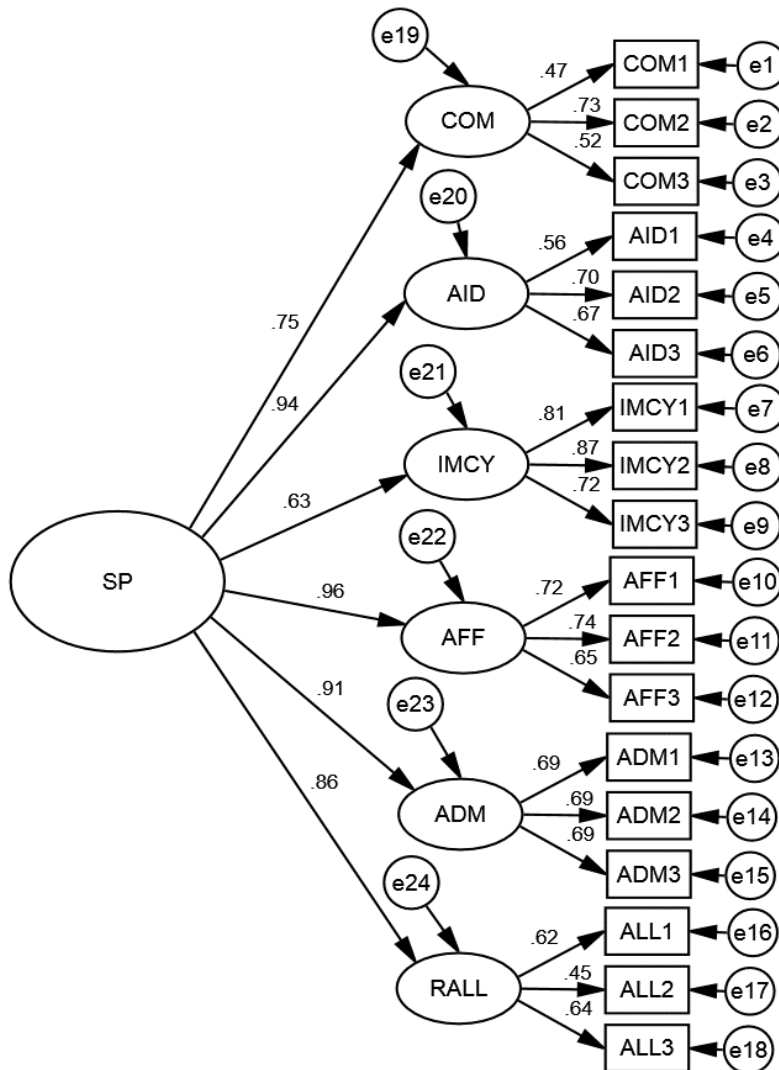 e19
COM
.47
.73
.52
COM1
e1
COM2
e2
COM3
e3
e20
AID
.56
.70
.67
AID1
e4
AID2
e5
AID3
e6
.75
e21
IMCY
.81
.87
.72
IMCY1
e7
IMCY2
e8
IMCY3
e9
.94
.63
SP
e22
AFF
.72
.74
.65
AFF1
e10
AFF2
e11
AFF3
e12
.96
.91
e23
ADM
.69
.69
.69
ADM1
e13
ADM2
e14
ADM3
e15
.86
e24
RALL
.62
.45
.64
ALL1
e16
ALL2
e17
ALL3
e18